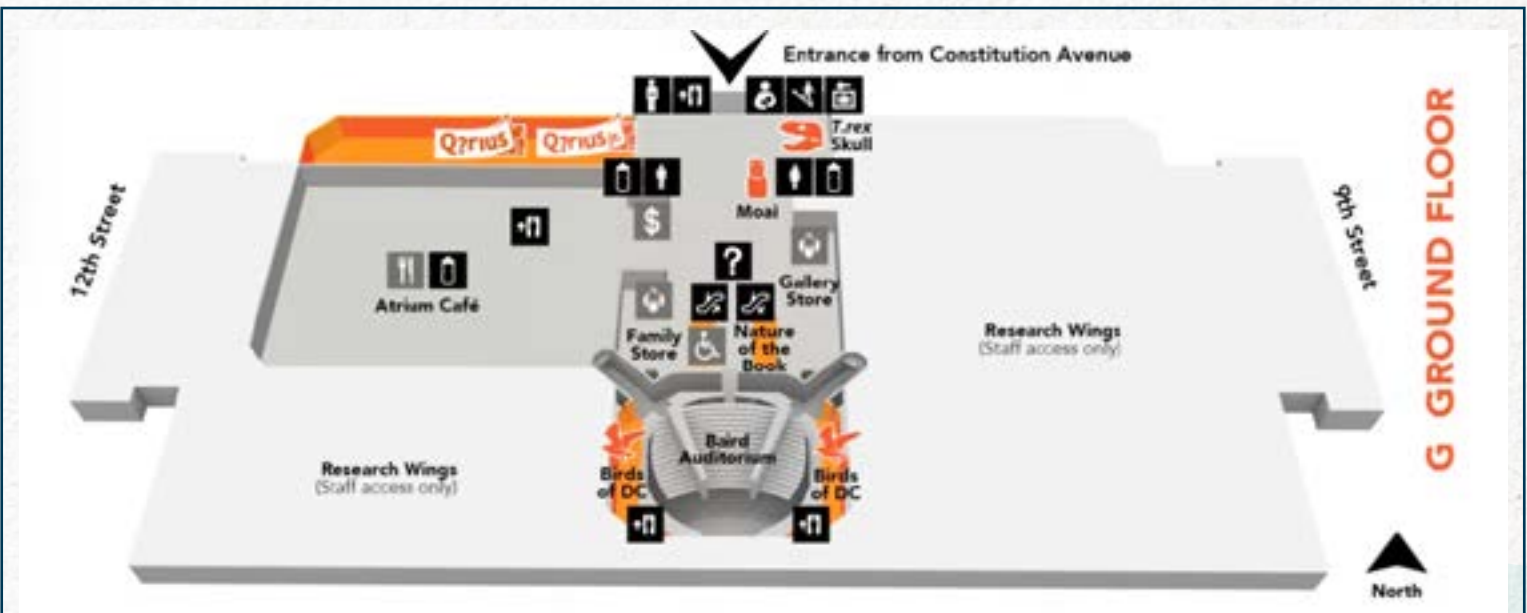 Entrance from Constitution Avenue
Q?rius
Q?rius jr.
T.rex
Skull
Moai
$
?
12th Street
9th Street
Atrium Café
Gallery
Store
Family
Store
Nature
of the
Book
Research Wings
(Staff access only)
Baird
Auditorium
Research Wings
(Staff access only)
Birds
of DC
Birds
of DC
G GROUND FLOOR
North